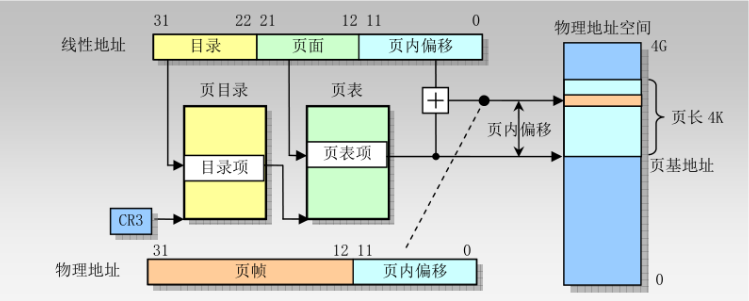 31 22 21 12 11 0
线性地址 目录 页面 页内偏移
物理地址空间
4G
页目录 页表
页长 4K
页内偏移
目录项 页表项
页基地址
CR3
31 12 11 0
物理地址 页帧 页内偏移
0